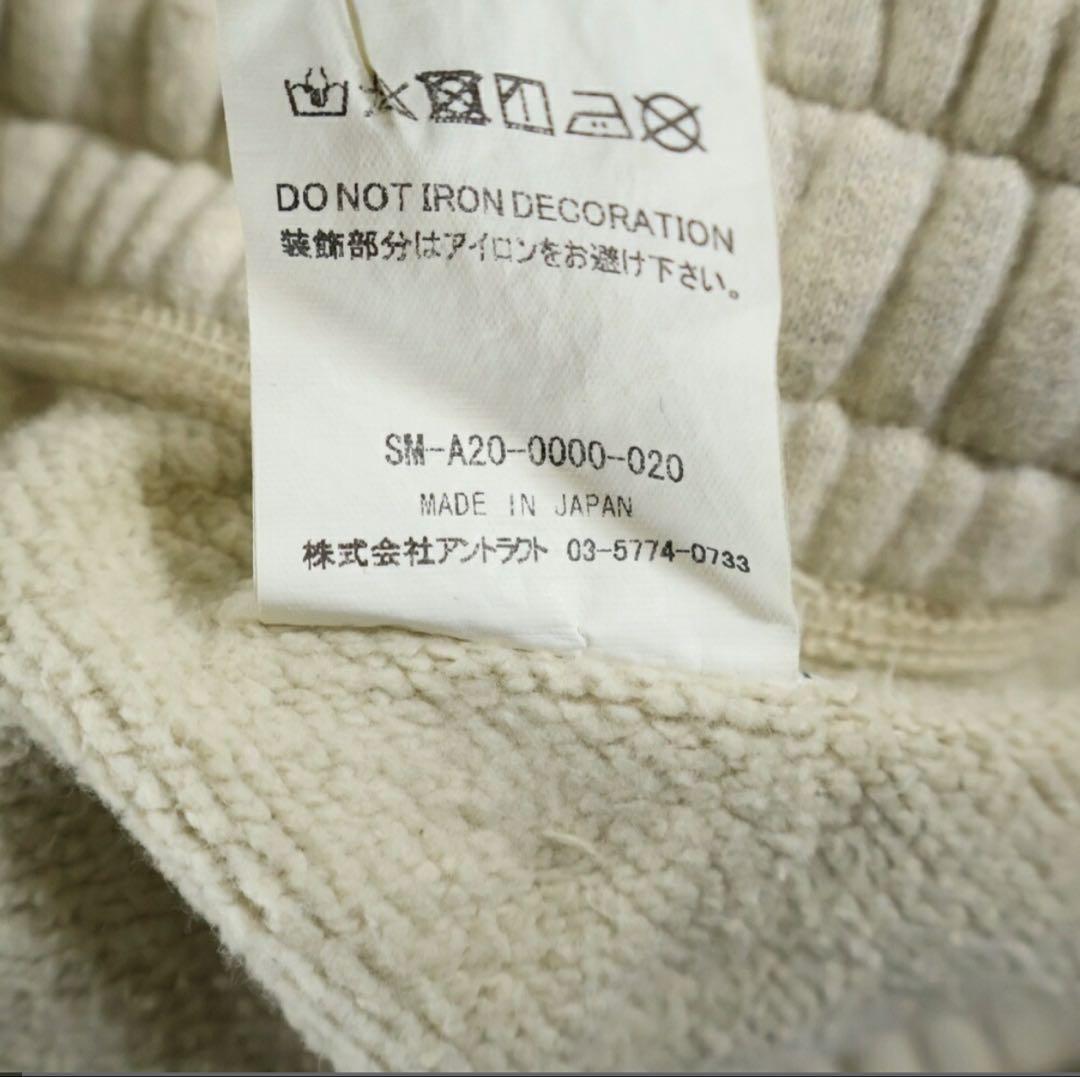 DO NOT IRON DECORATION
装飾部分はアイロンをお避け下さい。
SM-A20-0000-020
MADE IN JAPAN
株式会社アントラクト 03-5774-0733